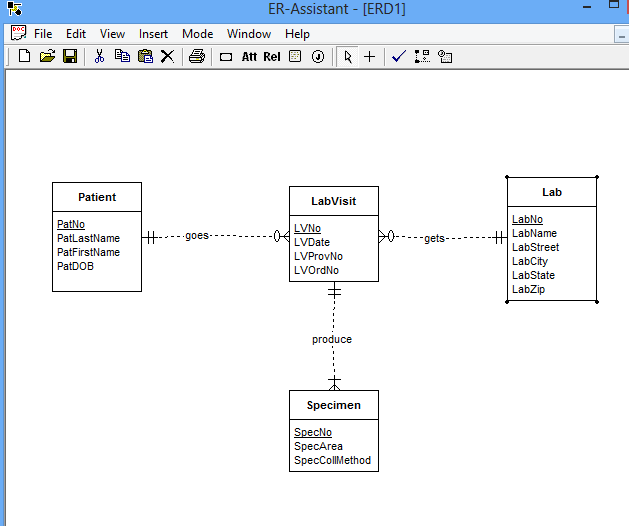 ER-Assistant - [ERD1]
DOC File Edit View Insert Mode Window Help
Att Rel J
Patient
PatNo
PatLastName
PatFirstName
PatDOB
goes
LabVisit
LVNo
LVDate
LVProvNo
LVOrdNo
gets
Lab
LabNo
LabName
LabStreet
LabCity
LabState
LabZip
produce
Specimen
SpecNo
SpecArea
SpecCollMethod